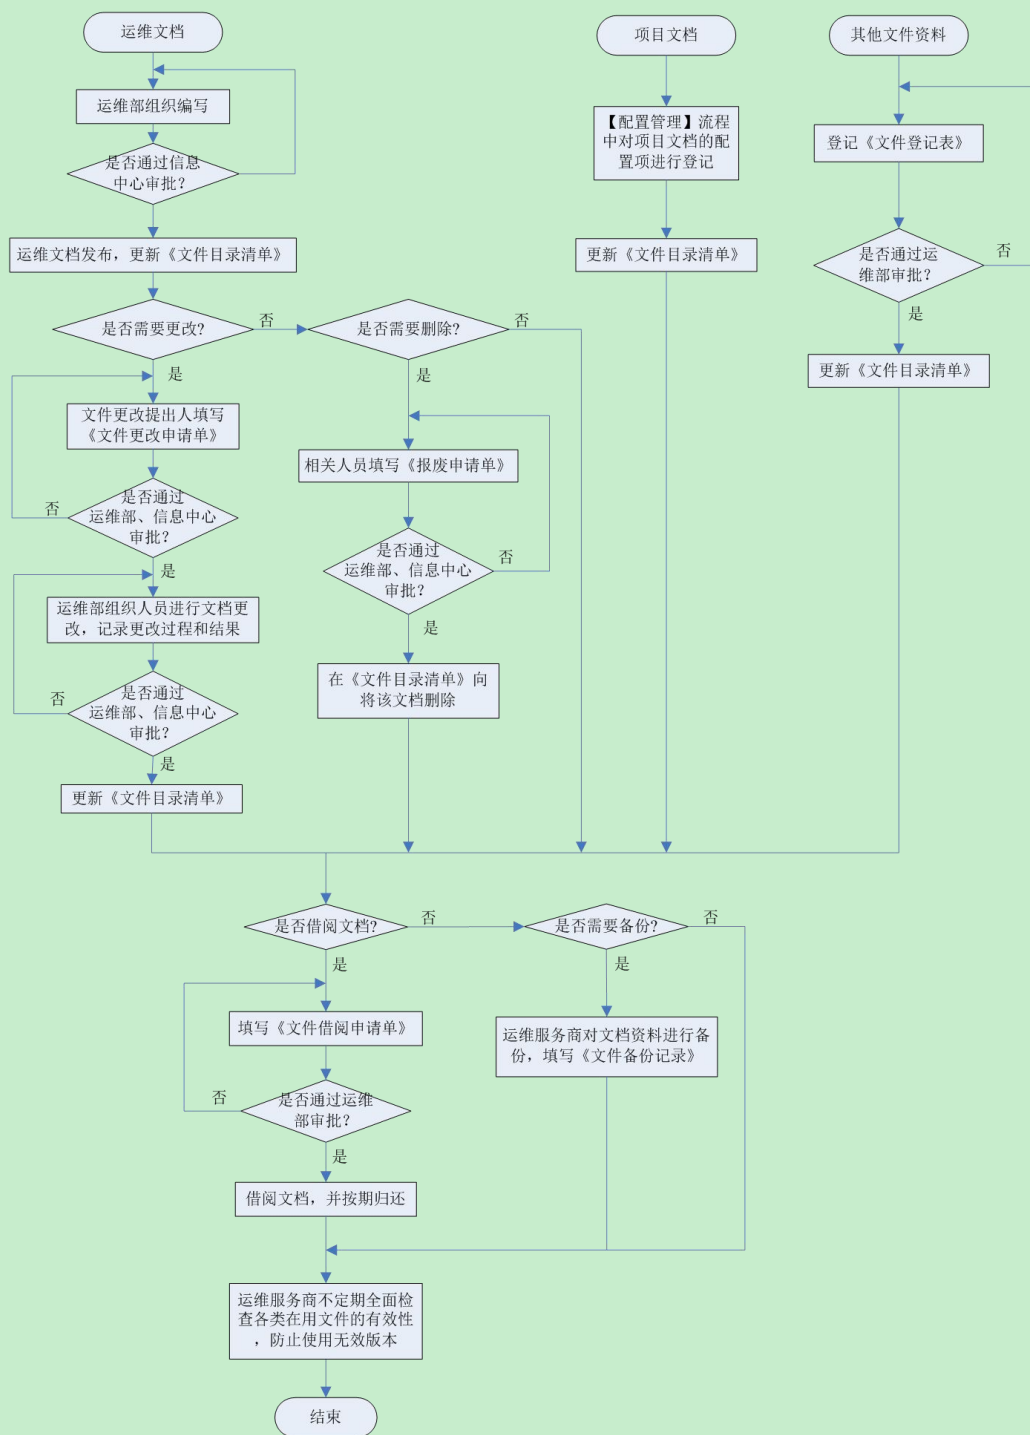 运维文档
项目文档
其他文件资料
运维部组织编写
【配置管理】流程
中对项目文档的配
置项进行登记
登记《文件登记表》
是否通过信息
中心审批?
运维文档发布，更新《文件目录清单》
更新《文件目录清单》
是否通过运
维部审批?
否
是
是否需要更改?
否
是否需要删除?
否
更新《文件目录清单》
是
是
文件更改提出人填写
《文件更改申请单》
相关人员填写《报废申请单》
是否通过
运维部、信息中心
审批?
否
是
是否通过
运维部、信息中心
审批?
否
是
运维部组织人员进行文档更
改，记录更改过程和结果
是否通过
运维部、信息中心
审批?
否
是
在《文件目录清单》向
将该文档删除
更新《文件目录清单》
是否借阅文档?
否
是否需要备份?
否
是
是
填写《文件借阅申请单》
运维服务商对文档资料进行备
份，填写《文件备份记录》
否
是否通过运维
部审批?
是
借阅文档，并按期归还
运维服务商不定期全面检
查各类在用文件的有效性
，防止使用无效版本
结束